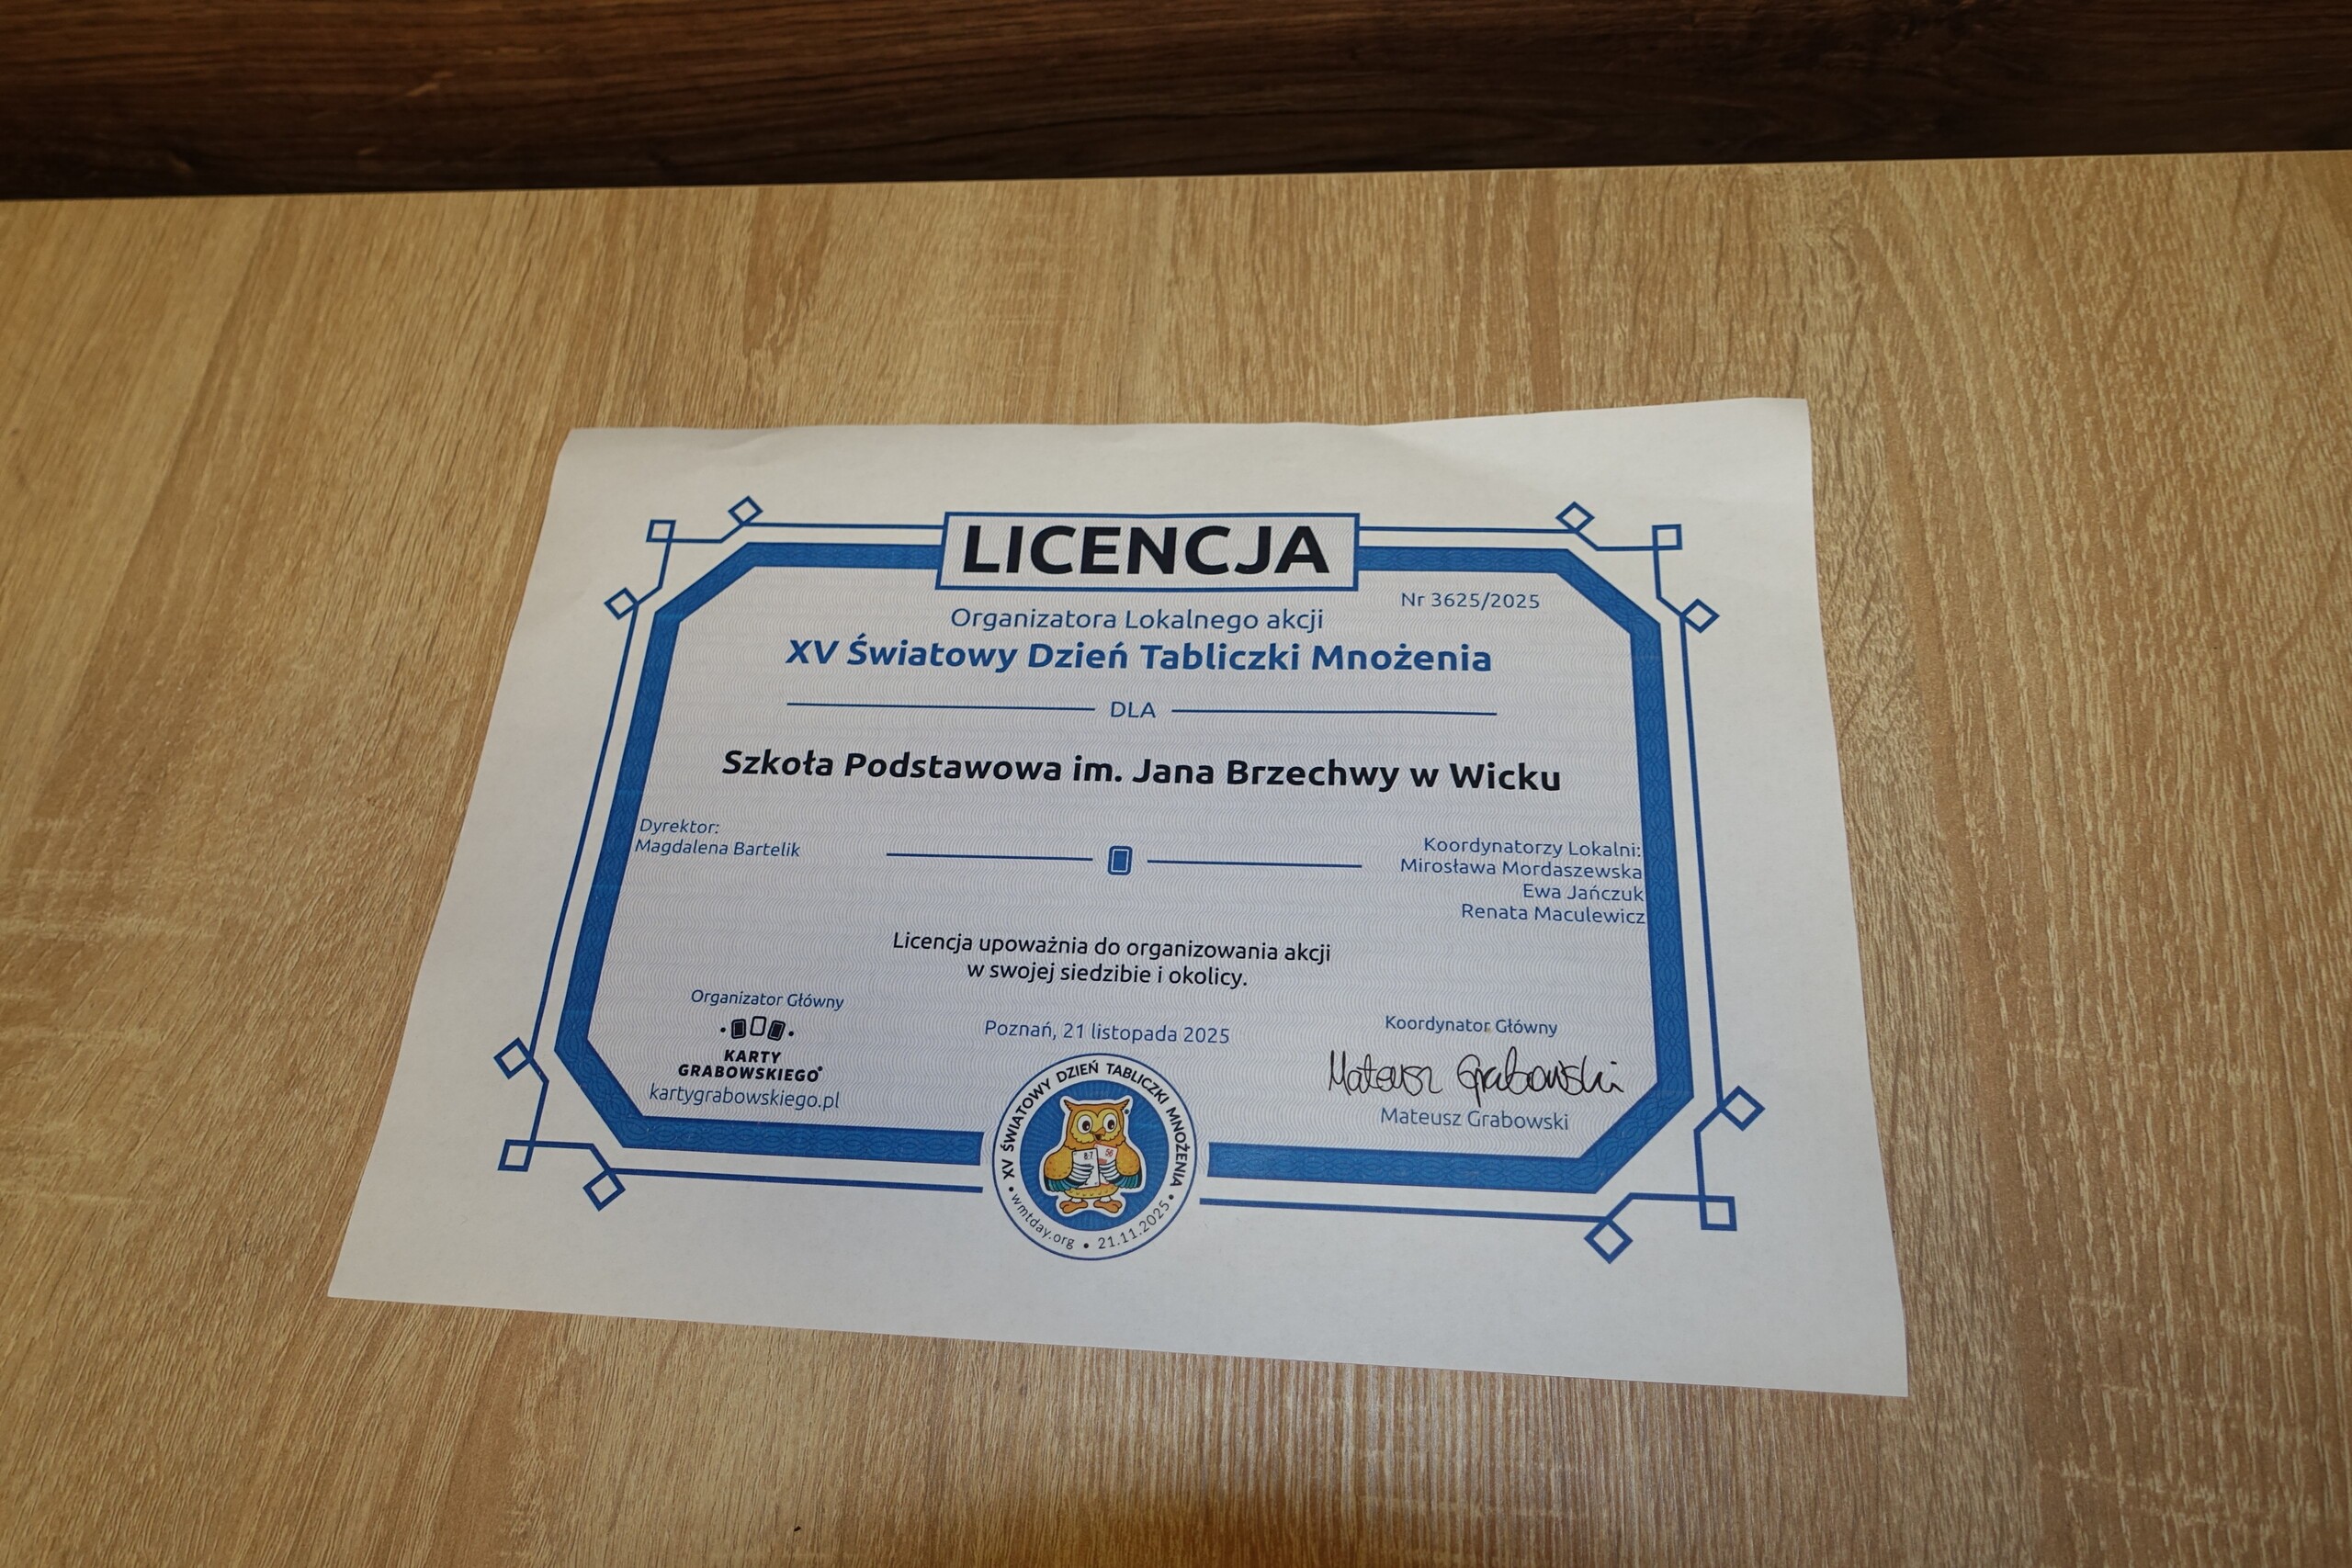 LICENCJA
Nr 3625/2025
Organizatora Lokalnego akcji
XV Światowy Dzień Tabliczki Mnożenia
DLA
Szkoła Podstawowa im. Jana Brzechwy w Wicku
Dyrektor:
Magdalena Bartelik
Koordynatorzy Lokalni:
Mirosława Mordaszewska
Ewa Jańczuk
Renata Maculewicz
Licencja upoważnia do organizowania akcji
w swojej siedzibie i okolicy.
Organizator Główny
KARTY
GRABOWSKIEGO®
kartygrabowskiego.pl
Poznań, 21 listopada 2025
Koordynator Główny
Mateusz Grabowski
Mateusz Grabowski
XV ŚWIATOWY DZIEŃ TABLICZKI MNOŻENIA
8·7
56
• wmtday.org • 21.11.2025 •